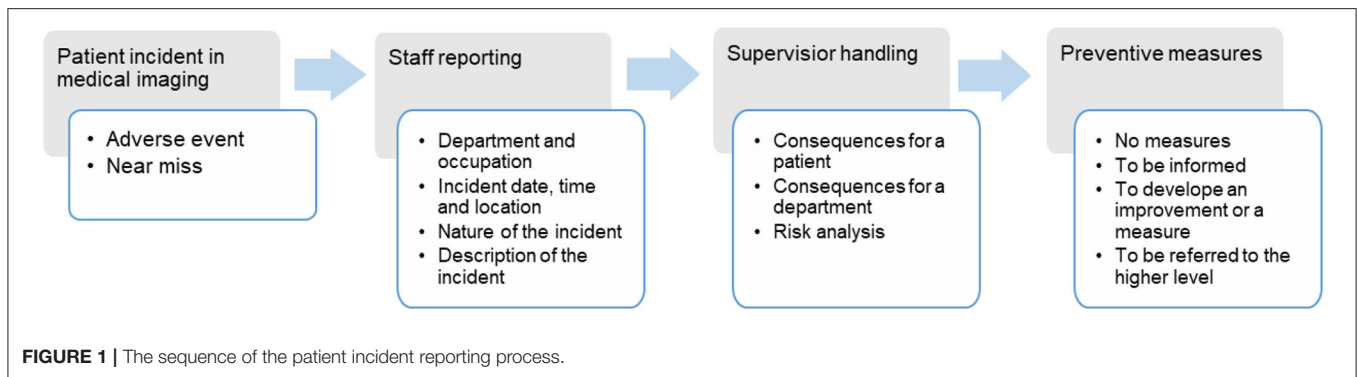 Patient incident in
medical imaging
• Adverse event
• Near miss
Staff reporting
• Department and
occupation
• Incident date, time
and location
• Nature of the incident
• Description of the
incident
Supervisior handling
• Consequences for a
patient
• Consequences for a
department
• Risk analysis
Preventive measures
• No measures
• To be informed
• To develope an
improvement or a
measure
• To be referred to the
higher level
FIGURE 1 | The sequence of the patient incident reporting process.